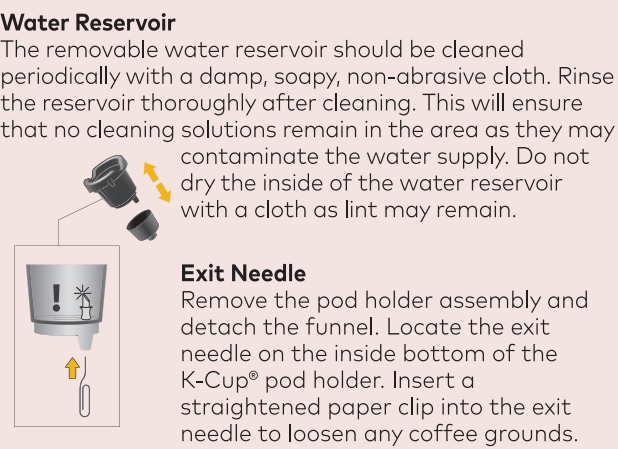 Water Reservoir
The removable water reservoir should be cleaned
periodically with a damp, soapy, non-abrasive cloth. Rinse
the reservoir thoroughly after cleaning. This will ensure
that no cleaning solutions remain in the area as they may
contaminate the water supply. Do not
dry the inside of the water reservoir
with a cloth as lint may remain.
!
Exit Needle
Remove the pod holder assembly and
detach the funnel. Locate the exit
needle on the inside bottom of the
K-Cup® pod holder. Insert a
straightened paper clip into the exit
needle to loosen any coffee grounds.